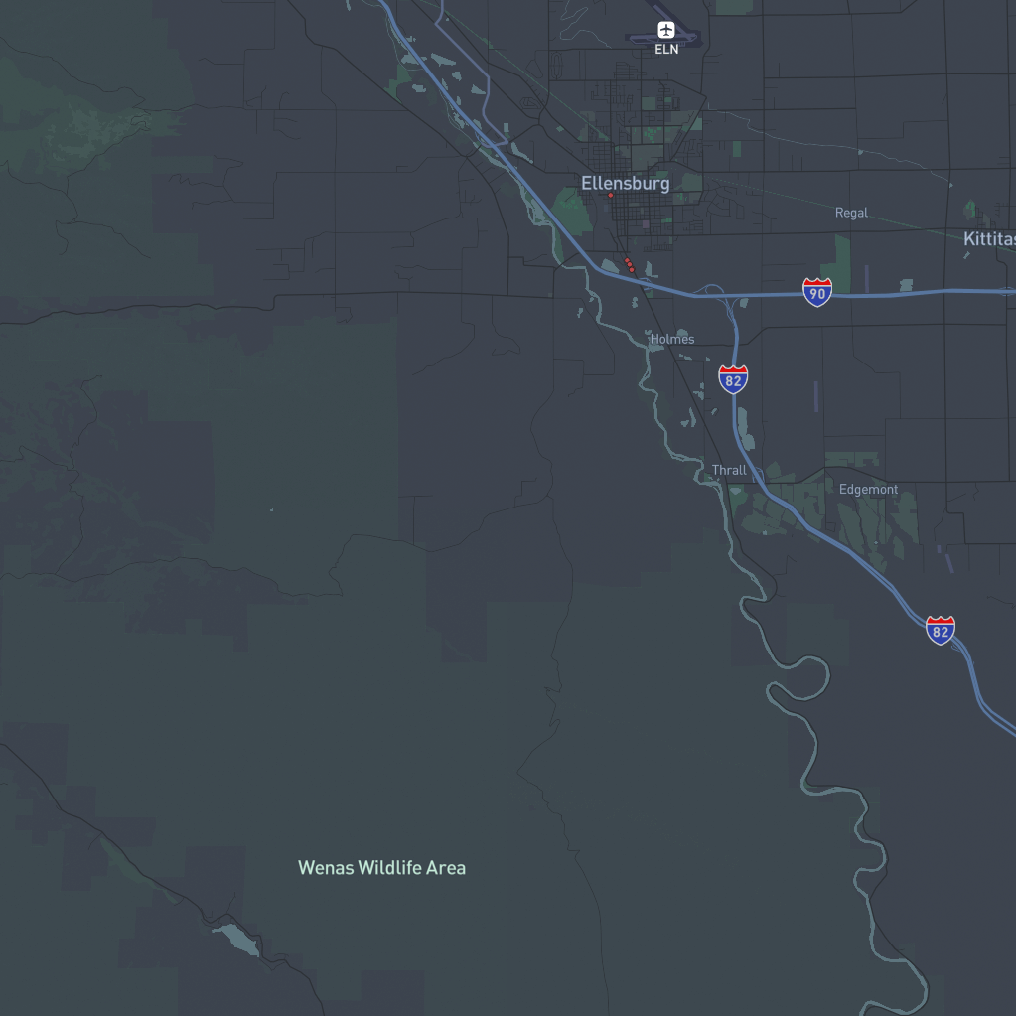 ELN
Ellensburg
Regal
Kittitas
90
Holmes
82
Thrall
Edgemont
82
Wenas Wildlife Area